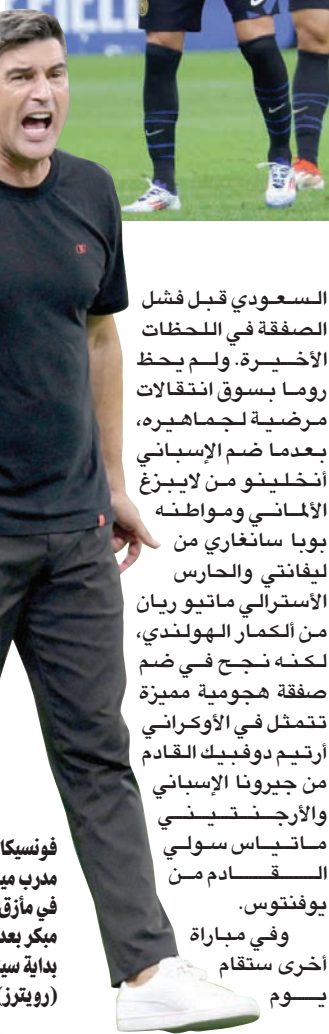 السعودي قبل فشل
الصفقة في اللحظات
الأخيرة. ولم يحظ
روما بسوق انتقالات
مرضية لجماهيره،
بعدما ضم الإسباني
أنخلينو من لايبزغ
الألماني ومواطنه
بوبا سانغاري من
ليفانتي والحارس
الأسترالي ماتيو ريان
من ألكمار الهولندي،
لكنه نجح في ضم
صفقة هجومية مميزة
تتمثل في الأوكراني
أرتيم دوفبيك القادم
من جيرونا الإسباني
والأرجنتيني
ماتياس سولي
القادم من
يوفنتوس.
وفي مباراة
أخرى ستقام
يوم
فونسيكا
مدرب مي
في مأزق
مبكر بعد
بداية سي
(رويترز)